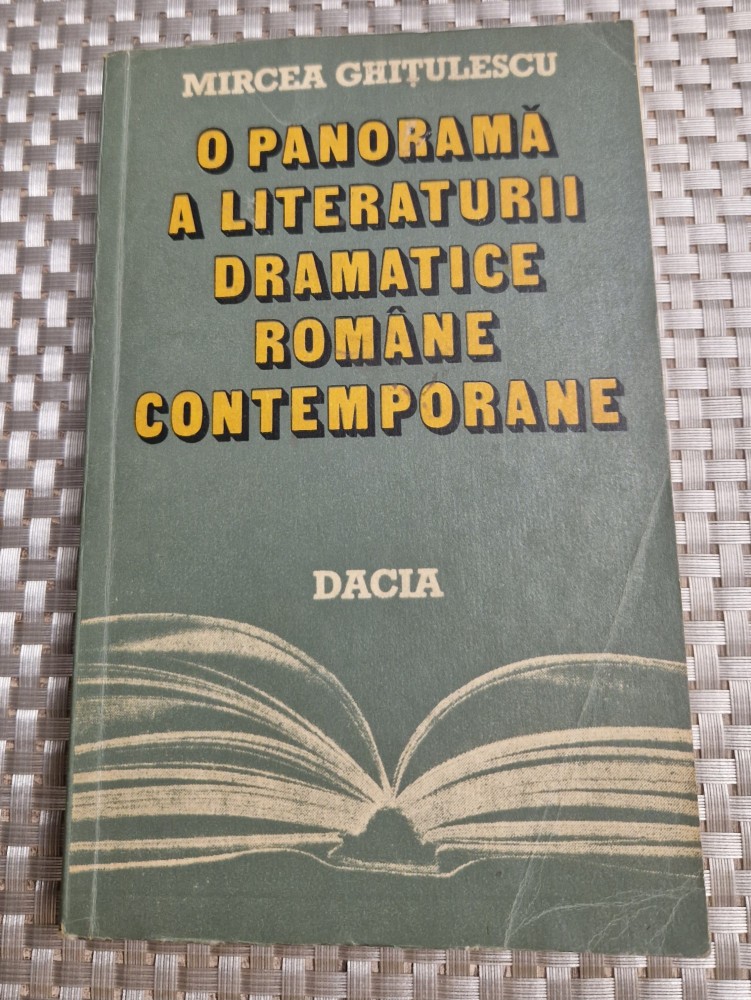 MIRCEA GHIȚULESCU
O PANORAMĂ
A LITERATURII
DRAMATICE
ROMÂNE
CONTEMPORANE
DACIA